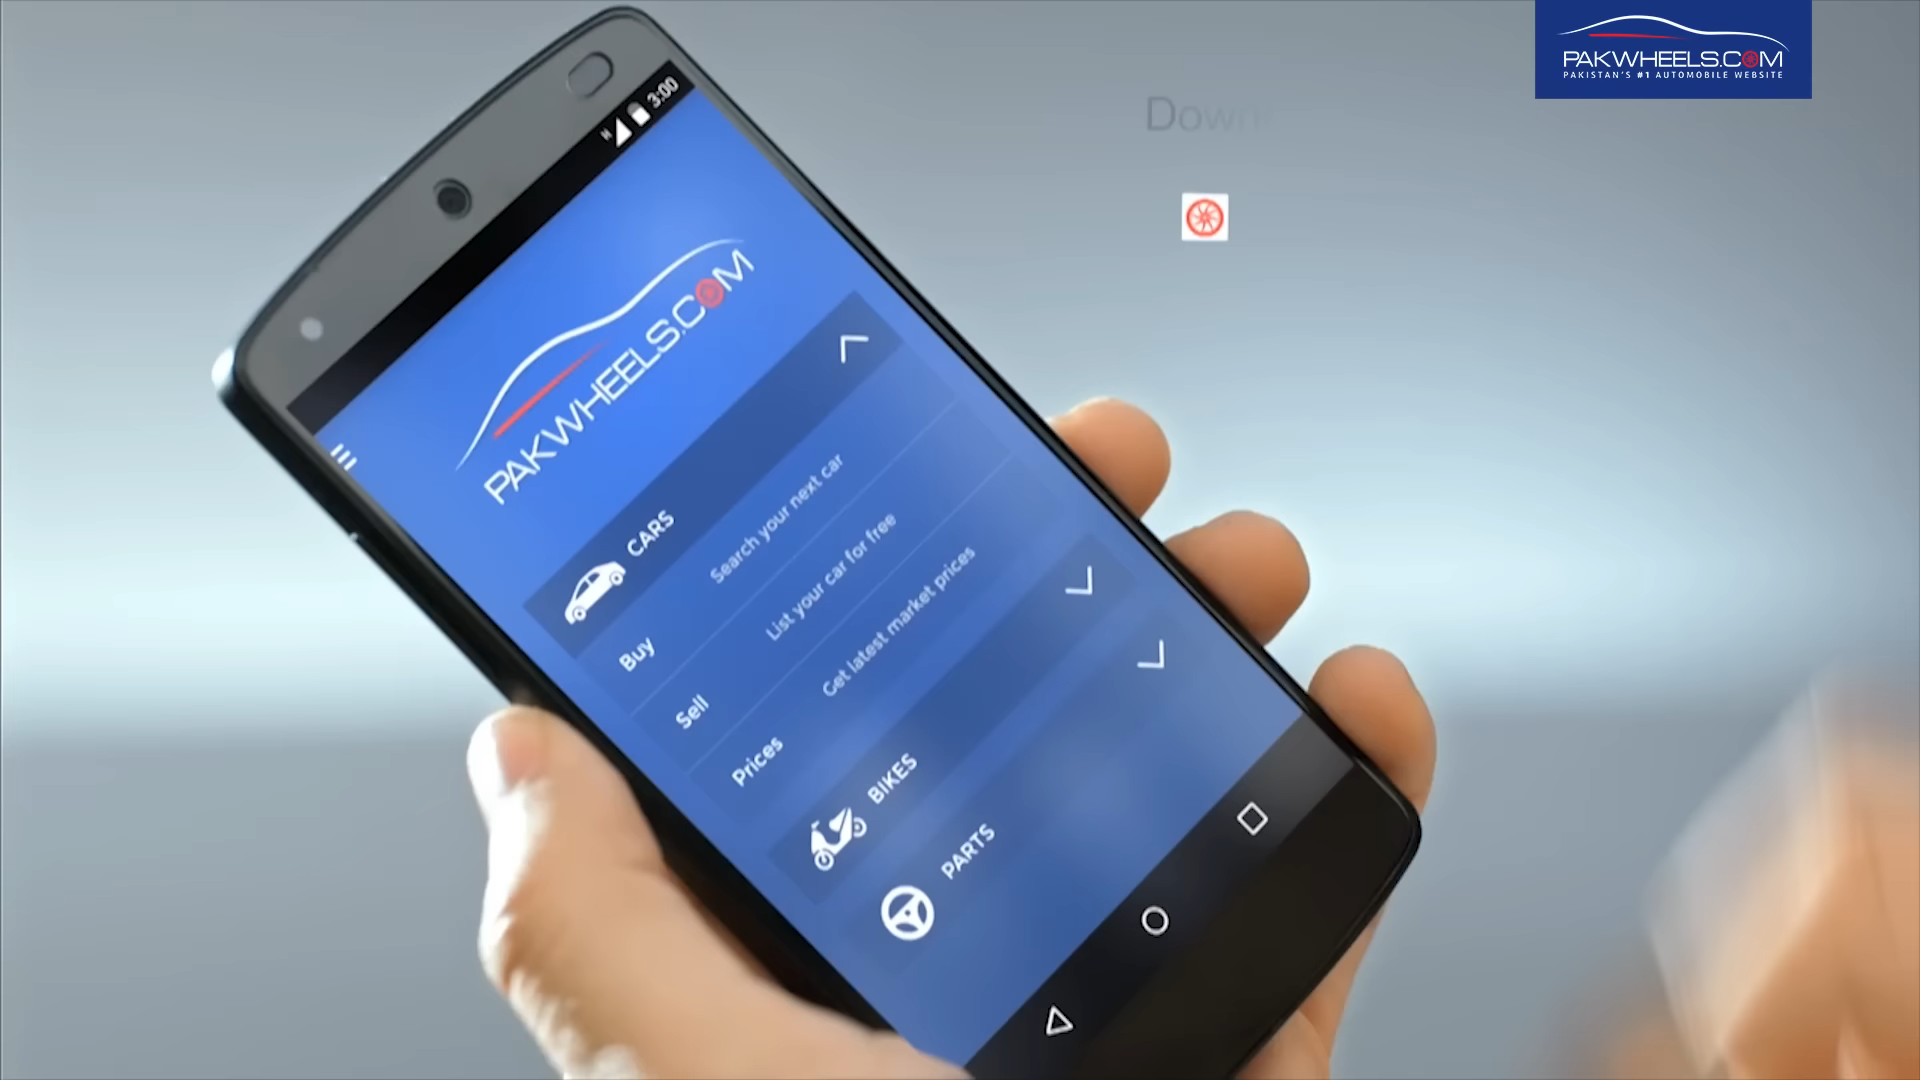 PAKWHEELS.COM
PAKISTAN'S #1 AUTOMOBILE WEBSITE
H 3:00
PAKWHEELS.COM
CARS
Buy Search your next car
Sell List your car for free
Prices Get latest market prices
BIKES
PARTS